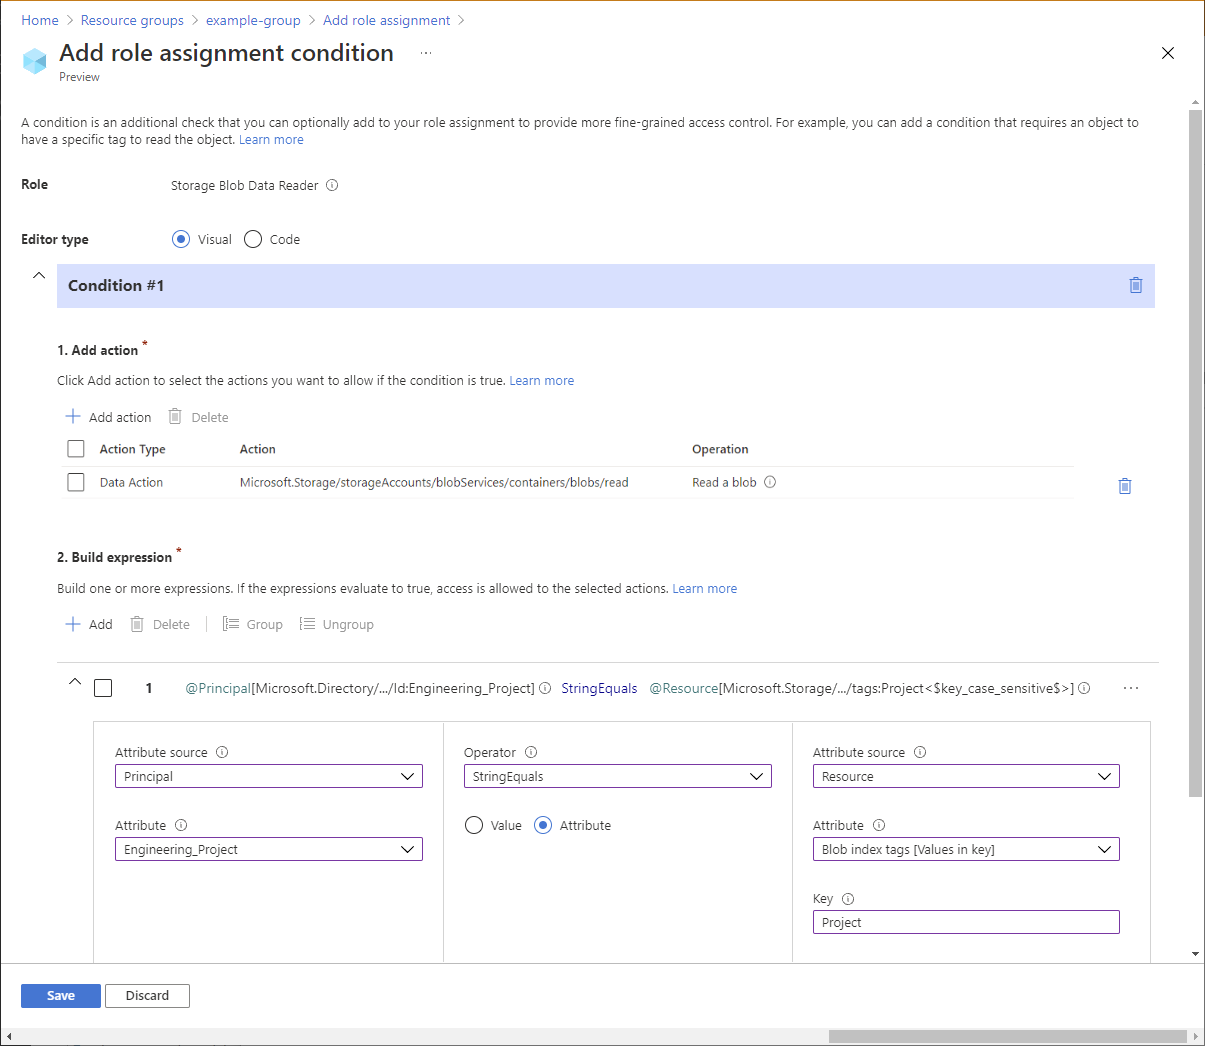 Home > Resource groups > example-group > Add role assignment >
Add role assignment condition ...
Preview
A condition is an additional check that you can optionally add to your role assignment to provide more fine-grained access control. For example, you can add a condition that requires an object to
have a specific tag to read the object. Learn more
Role Storage Blob Data Reader
Editor type Visual Code
Condition #1
1. Add action *
Click Add action to select the actions you want to allow if the condition is true. Learn more
Add action Delete
Action Type Action Operation
Data Action Microsoft.Storage/storageAccounts/blobServices/containers/blobs/read Read a blob
2. Build expression *
Build one or more expressions. If the expressions evaluate to true, access is allowed to the selected actions. Learn more
Add Delete | Group Ungroup
1 @Principal[Microsoft.Directory/.../Id:Engineering_Project] StringEquals @Resource[Microsoft.Storage/.../tags:Project<$key_case_sensitive$>] ...
Attribute source Operator Attribute source
Principal StringEquals Resource
Attribute Value Attribute Attribute
Engineering_Project Blob index tags [Values in key]
Key
Project
Save Discard